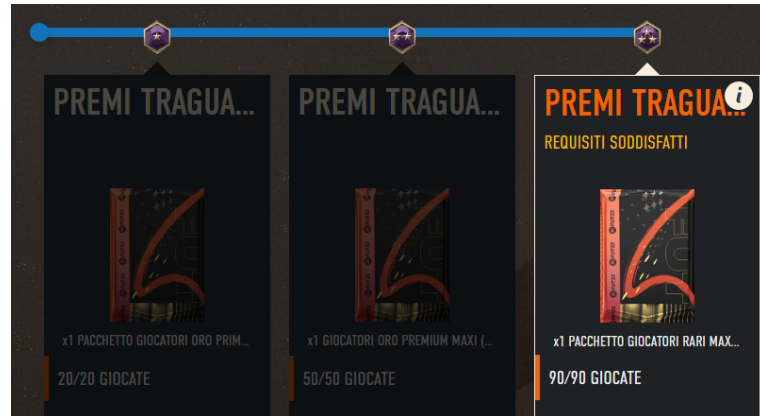 PREMI TRAGUA...
x1 PACCHETTO GIOCATORI ORO PRIM...
20/20 GIOCATE
PREMI TRAGUA...
x1 GIOCATORI ORO PREMIUM MAXI (...
50/50 GIOCATE
PREMI TRAGUA...
i
REQUISITI SODDISFATTI
x1 PACCHETTO GIOCATORI RARI MAX...
90/90 GIOCATE